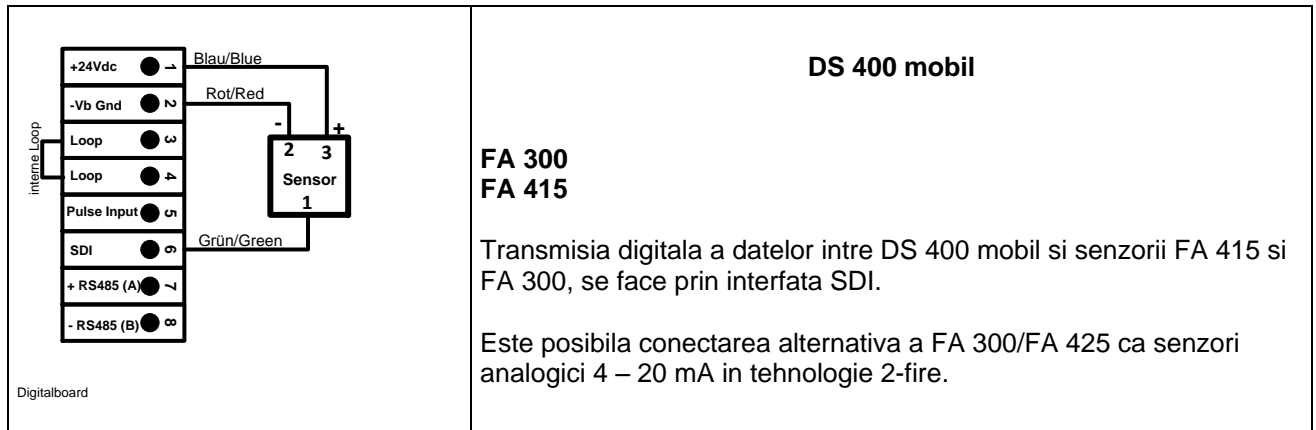 +24Vdc 1 Blau/Blue
-Vb Gnd 2 Rot/Red
Loop 3
Loop 4
interne Loop
Pulse Input 5
SDI 6 Grün/Green
+ RS485 (A) 7
- RS485 (B) 8
- +
2 3
Sensor
1
Digitalboard
DS 400 mobil
FA 300
FA 415
Transmisia digitala a datelor intre DS 400 mobil si senzorii FA 415 si
FA 300, se face prin interfata SDI.
Este posibila conectarea alternativa a FA 300/FA 425 ca senzori
analogici 4 – 20 mA in tehnologie 2-fire.